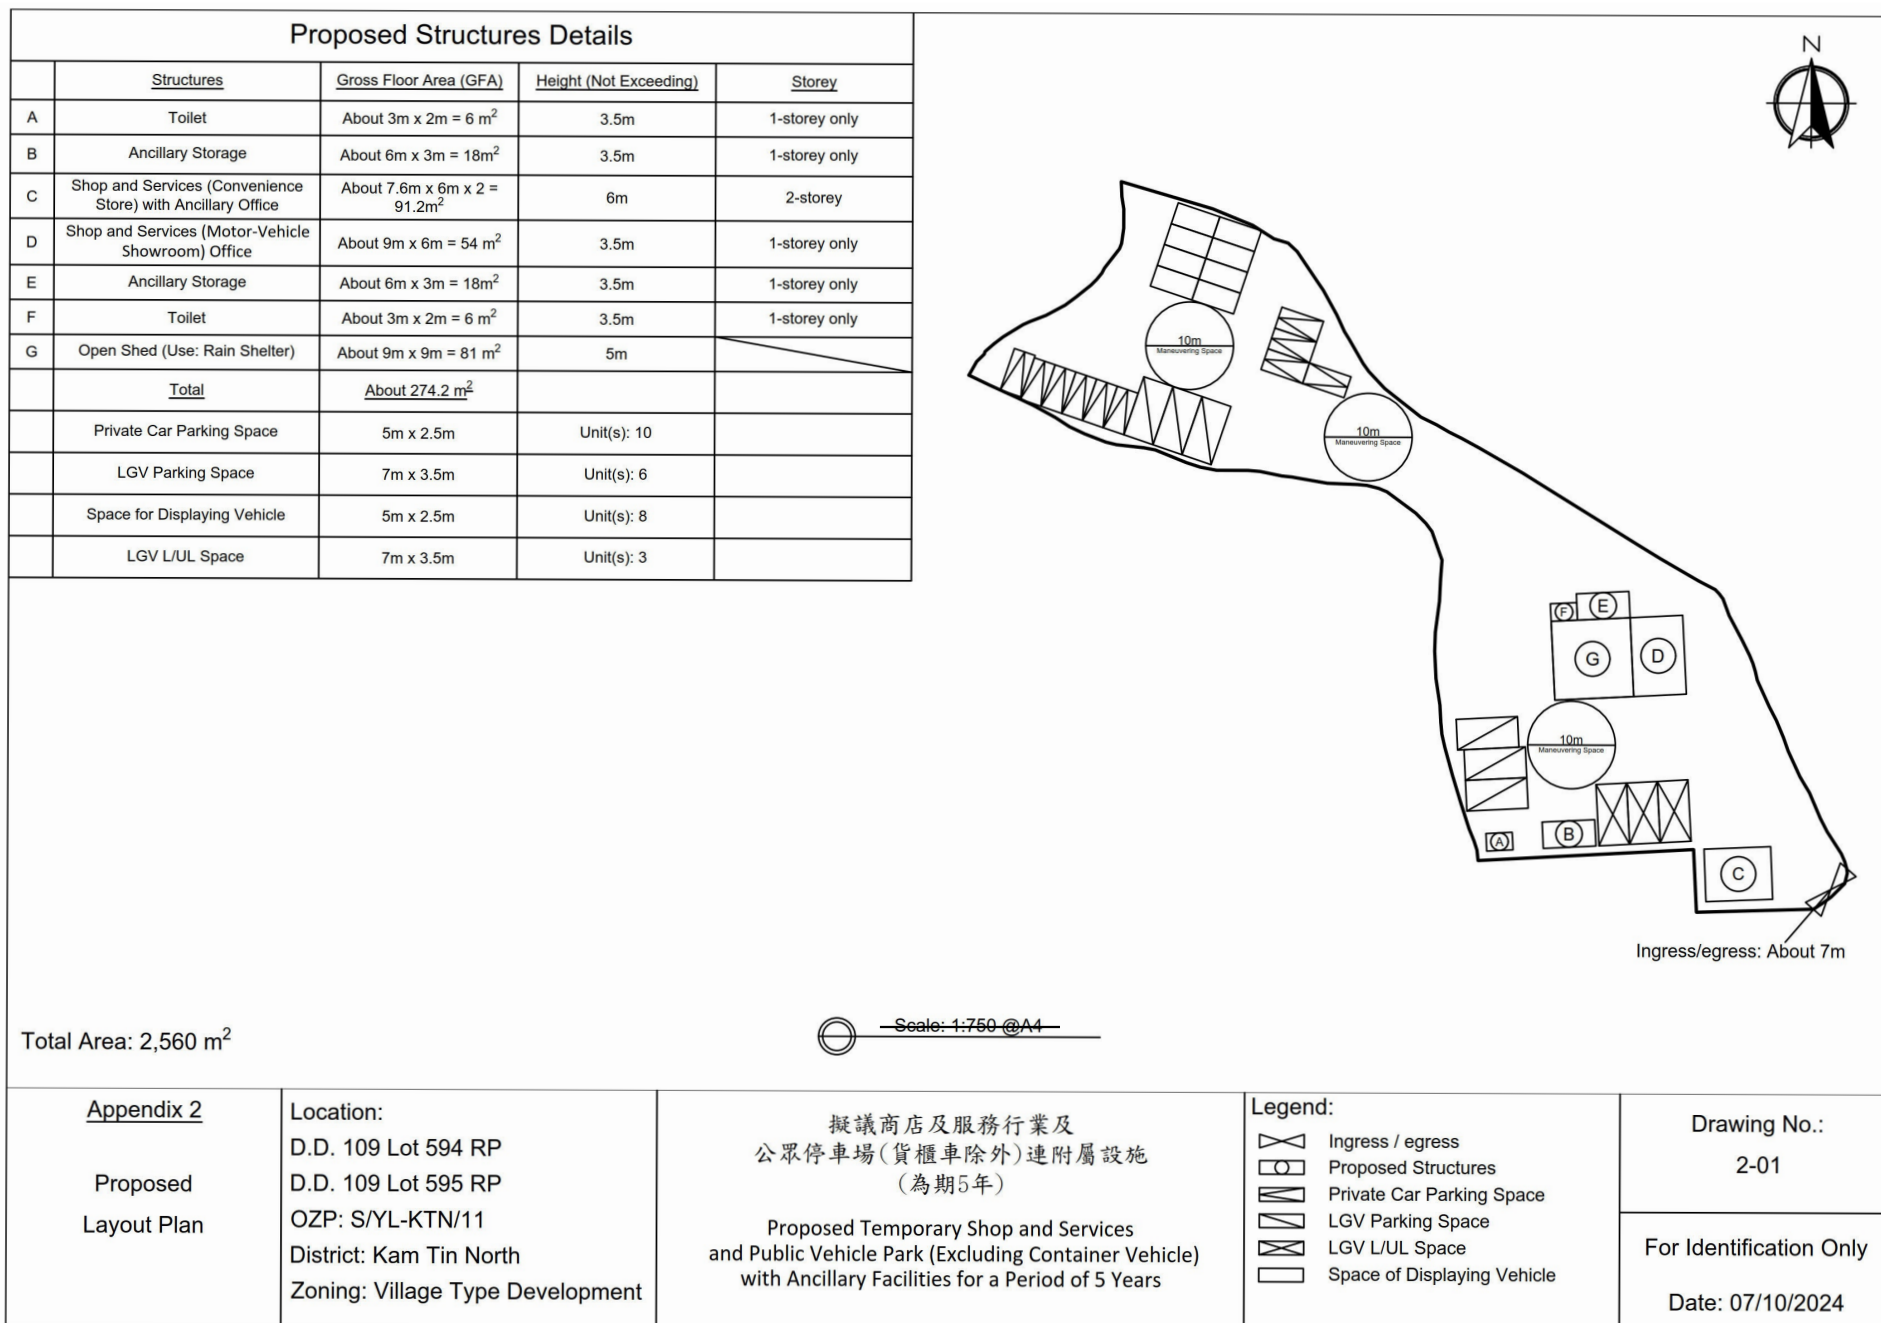 Proposed Structures Details
Structures Gross Floor Area (GFA) Height (Not Exceeding) Storey
A Toilet About 3m x 2m = 6 m² 3.5m 1-storey only
B Ancillary Storage About 6m x 3m = 18m² 3.5m 1-storey only
C Shop and Services (Convenience Store) with Ancillary Office About 7.6m x 6m x 2 = 91.2m² 6m 2-storey
D Shop and Services (Motor-Vehicle Showroom) Office About 9m x 6m = 54 m² 3.5m 1-storey only
E Ancillary Storage About 6m x 3m = 18m² 3.5m 1-storey only
F Toilet About 3m x 2m = 6 m² 3.5m 1-storey only
G Open Shed (Use: Rain Shelter) About 9m x 9m = 81 m² 5m
Total About 274.2 m²
Private Car Parking Space 5m x 2.5m Unit(s): 10
LGV Parking Space 7m x 3.5m Unit(s): 6
Space for Displaying Vehicle 5m x 2.5m Unit(s): 8
LGV L/UL Space 7m x 3.5m Unit(s): 3
N
10m
Maneuvering Space
10m
Maneuvering Space
F
E
G
D
10m
Maneuvering Space
A
B
C
Ingress/egress: About 7m
Total Area: 2,560 m²
Scale: 1:750 @A4
Appendix 2
Proposed
Layout Plan
Location:
D.D. 109 Lot 594 RP
D.D. 109 Lot 595 RP
OZP: S/YL-KTN/11
District: Kam Tin North
Zoning: Village Type Development
擬議商店及服務行業及
公眾停車場(貨櫃車除外)連附屬設施
(為期5年)
Proposed Temporary Shop and Services
and Public Vehicle Park (Excluding Container Vehicle)
with Ancillary Facilities for a Period of 5 Years
Legend:
Ingress / egress
Proposed Structures
Private Car Parking Space
LGV Parking Space
LGV L/UL Space
Space of Displaying Vehicle
Drawing No.:
2-01
For Identification Only
Date: 07/10/2024